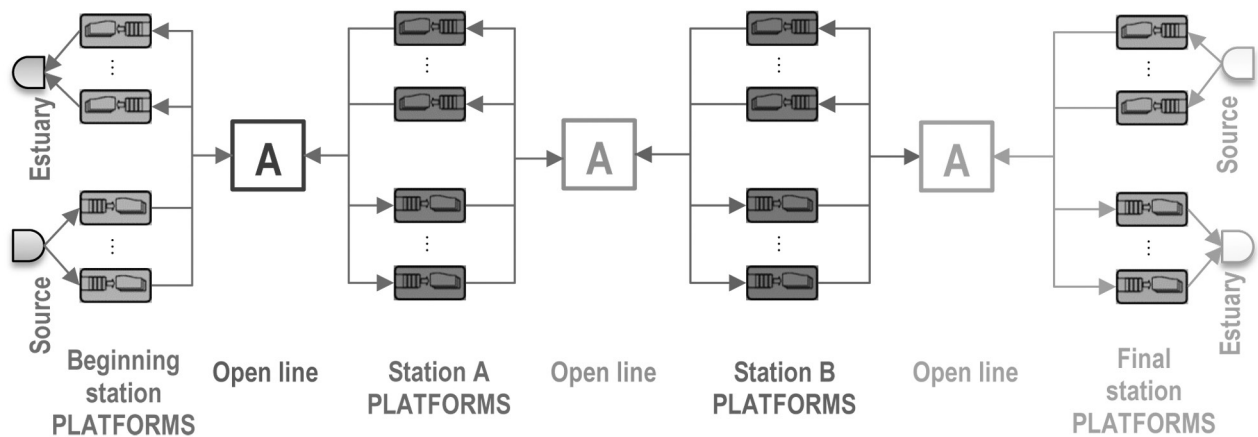 Estuary
Source
A
A
A
Source
Estuary
Beginning
station
PLATFORMS
Open line
Station A
PLATFORMS
Open line
Station B
PLATFORMS
Open line
Final
station
PLATFORMS